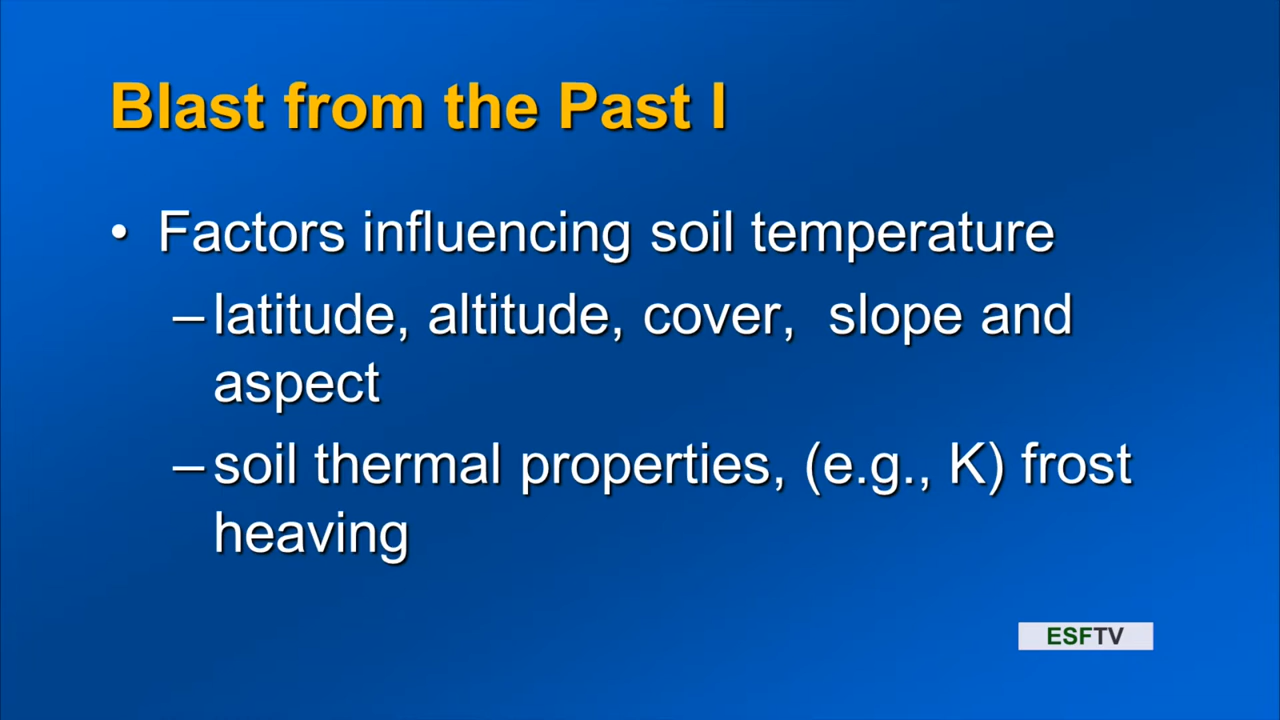 Blast from the Past I
• Factors influencing soil temperature
–latitude, altitude, cover,  slope and
aspect
–soil thermal properties, (e.g., K) frost
heaving
ESFTV